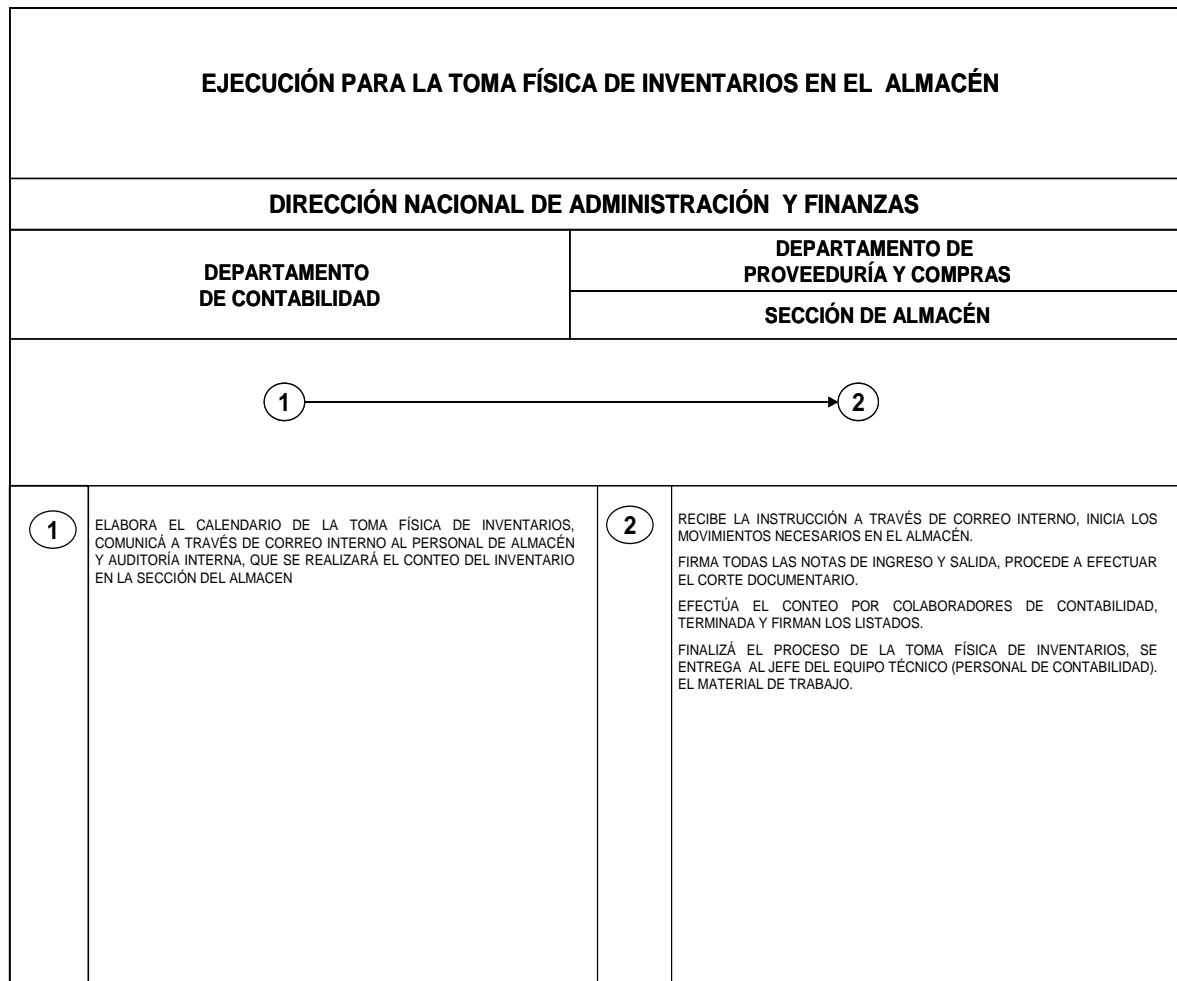 EJECUCIÓN PARA LA TOMA FÍSICA DE INVENTARIOS EN EL ALMACÉN
DIRECCIÓN NACIONAL DE ADMINISTRACIÓN Y FINANZAS
DEPARTAMENTO
DE CONTABILIDAD
DEPARTAMENTO DE
PROVEEDURÍA Y COMPRAS
SECCIÓN DE ALMACÉN
1
2
1
ELABORA EL CALENDARIO DE LA TOMA FÍSICA DE INVENTARIOS,
COMUNICÁ A TRAVÉS DE CORREO INTERNO AL PERSONAL DE ALMACÉN
Y AUDITORÍA INTERNA, QUE SE REALIZARÁ EL CONTEO DEL INVENTARIO
EN LA SECCIÓN DEL ALMACEN
2
RECIBE LA INSTRUCCIÓN A TRAVÉS DE CORREO INTERNO, INICIA LOS
MOVIMIENTOS NECESARIOS EN EL ALMACÉN.
FIRMA TODAS LAS NOTAS DE INGRESO Y SALIDA, PROCEDE A EFECTUAR
EL CORTE DOCUMENTARIO.
EFECTÚA EL CONTEO POR COLABORADORES DE CONTABILIDAD,
TERMINADA Y FIRMAN LOS LISTADOS.
FINALIZÁ EL PROCESO DE LA TOMA FÍSICA DE INVENTARIOS, SE
ENTREGA AL JEFE DEL EQUIPO TÉCNICO (PERSONAL DE CONTABILIDAD).
EL MATERIAL DE TRABAJO.